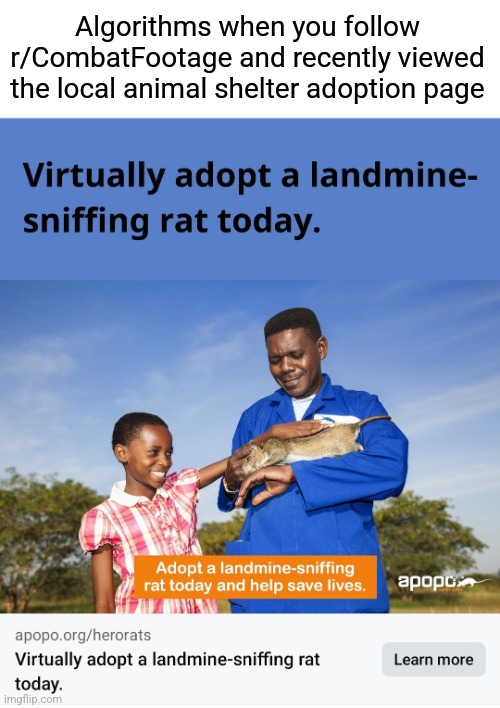 Algorithms when you follow
r/CombatFootage and recently viewed
the local animal shelter adoption page
Virtually adopt a landmine-
sniffing rat today.
Adopt a landmine-sniffing
rat today and help save lives.
apopo
apopo.org/herorats
Virtually adopt a landmine-sniffing rat
today.
Learn more
imgflip.com